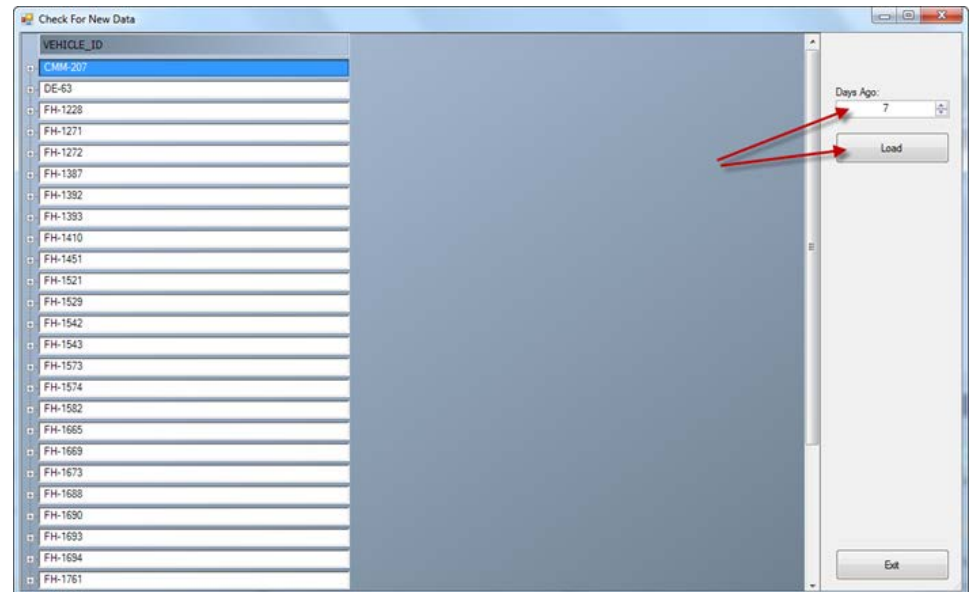 Check For New Data
VEHICLE_ID
CMM-207
DE-63
FH-1228
FH-1271
FH-1272
FH-1387
FH-1392
FH-1393
FH-1410
FH-1451
FH-1521
FH-1529
FH-1542
FH-1543
FH-1573
FH-1574
FH-1582
FH-1665
FH-1669
FH-1673
FH-1688
FH-1690
FH-1693
FH-1694
FH-1761
Days Ago:
7
Load
Exit